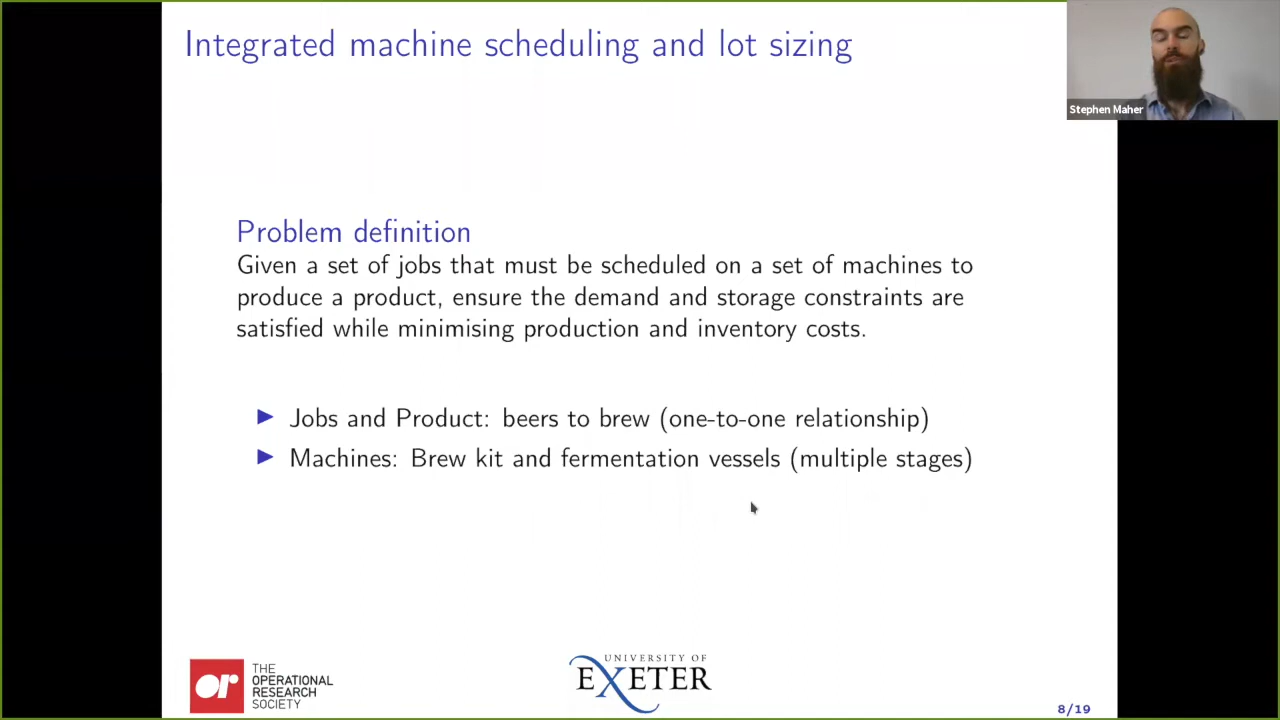 Integrated machine scheduling and lot sizing
Stephen Maher
Problem definition
Given a set of jobs that must be scheduled on a set of machines to
produce a product, ensure the demand and storage constraints are
satisfied while minimising production and inventory costs.
Jobs and Product: beers to brew (one-to-one relationship)
Machines: Brew kit and fermentation vessels (multiple stages)
or
THE
OPERATIONAL
RESEARCH
SOCIETY
UNIVERSITY OF
EXETER
8/19